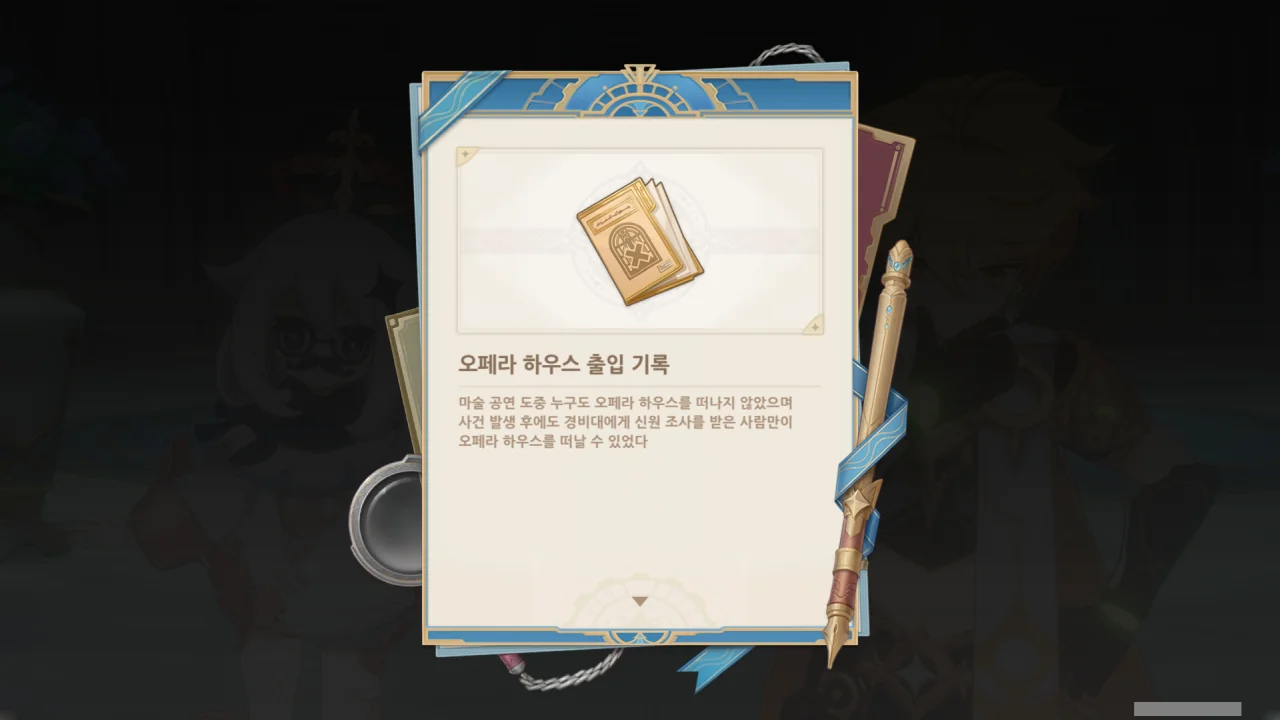 오페라 하우스 출입 기록
마술 공연 도중 누구도 오페라 하우스를 떠나지 않았으며
사건 발생 후에도 경비대에게 신원 조사를 받은 사람만이
오페라 하우스를 떠날 수 있었다